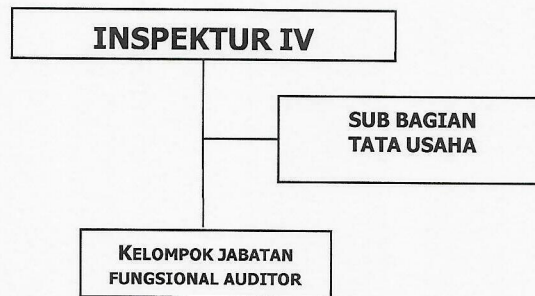 INSPEKTUR IV
SUB BAGIAN
TATA USAHA
KELOMPOK JABATAN
FUNGSIONAL AUDITOR